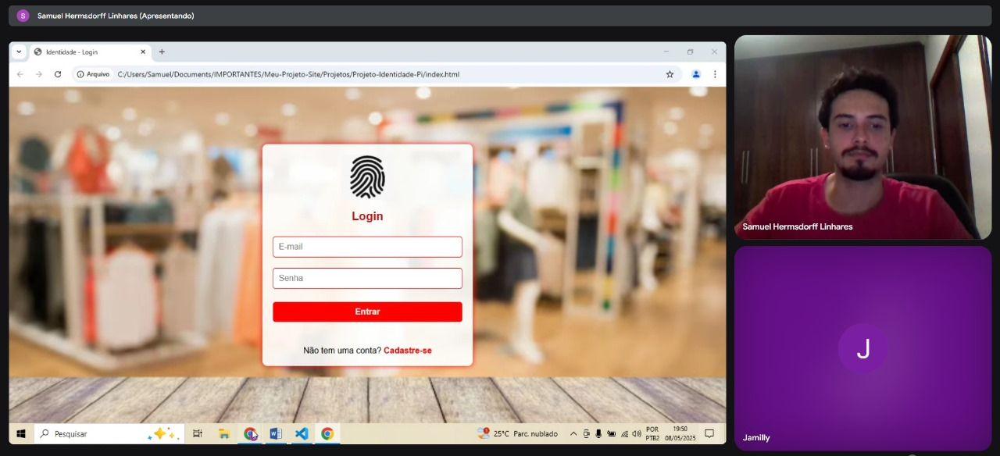 S Samuel Hermsdorff Linhares (Apresentando)
Identidade - Login
Arquivo C:/Users/Samuel/Documents/IMPORTANTES/Meu-Projeto-Site/Projetos/Projeto-Identidade-Pi/index.html
Login
E-mail
Senha
Entrar
Não tem uma conta? Cadastre-se
Pesquisar
25°C Parc. nublado
POR
PTB2
19:50
08/05/2025
Samuel Hermsdorff Linhares
J
Jamilly